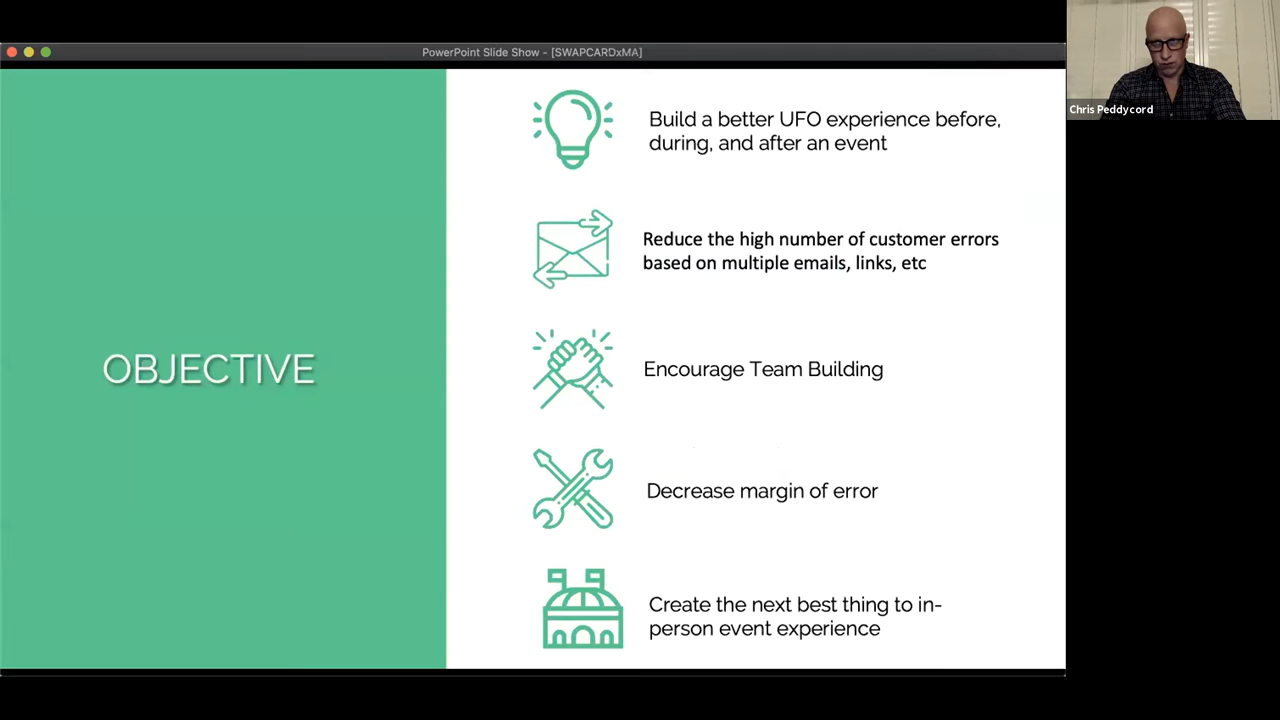 PowerPoint Slide Show - [SWAPCARDxMA]
Chris Peddycord
OBJECTIVE
Build a better UFO experience before,
during, and after an event
Reduce the high number of customer errors
based on multiple emails, links, etc
Encourage Team Building
Decrease margin of error
Create the next best thing to in-
person event experience